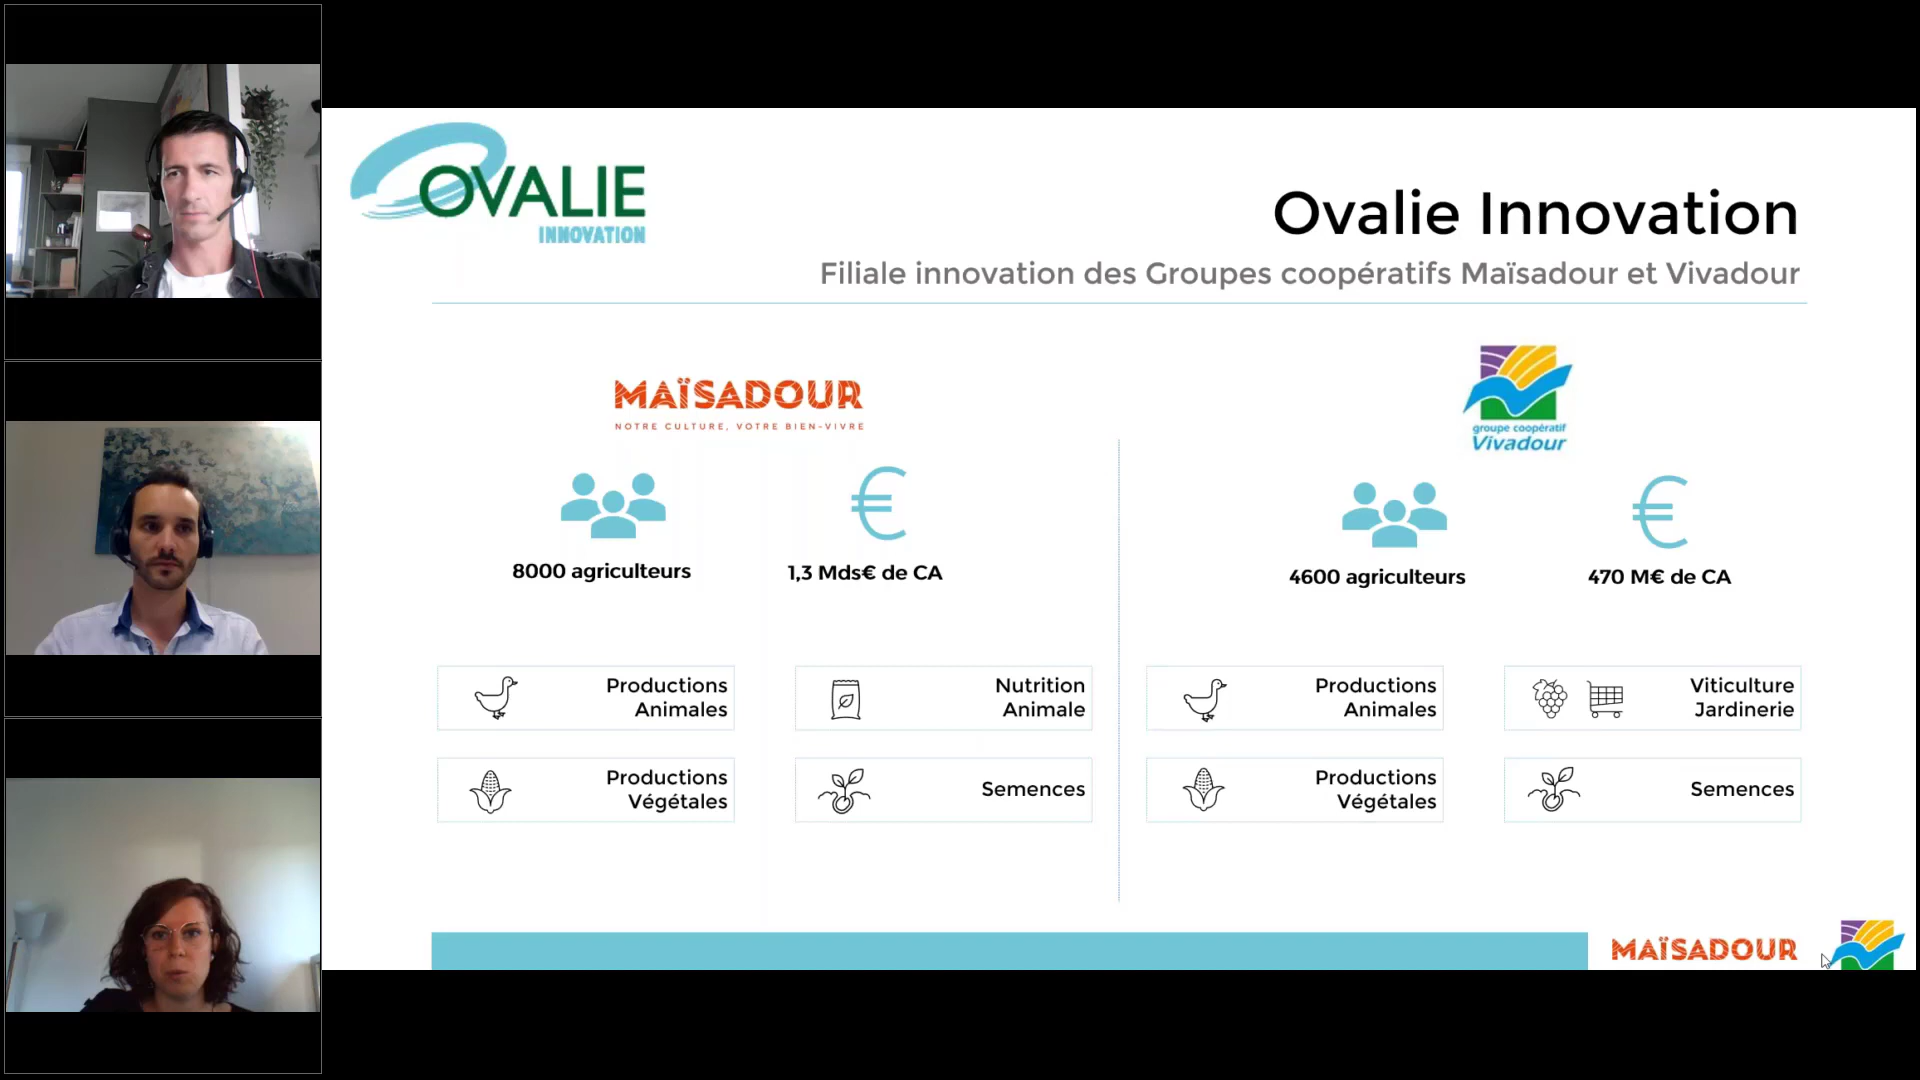 OVALIE
INNOVATION
Ovalie Innovation
Filiale innovation des Groupes coopératifs Maïsadour et Vivadour
MAÏSADOUR
NOTRE CULTURE, VOTRE BIEN-VIVRE
8000 agriculteurs
1,3 Mds€ de CA
Productions
Animales
Nutrition
Animale
Productions
Végétales
Semences
groupe coopératif
Vivadour
4600 agriculteurs
470 M€ de CA
Productions
Animales
Viticulture
Jardinerie
Productions
Végétales
Semences
MAÏSADOUR